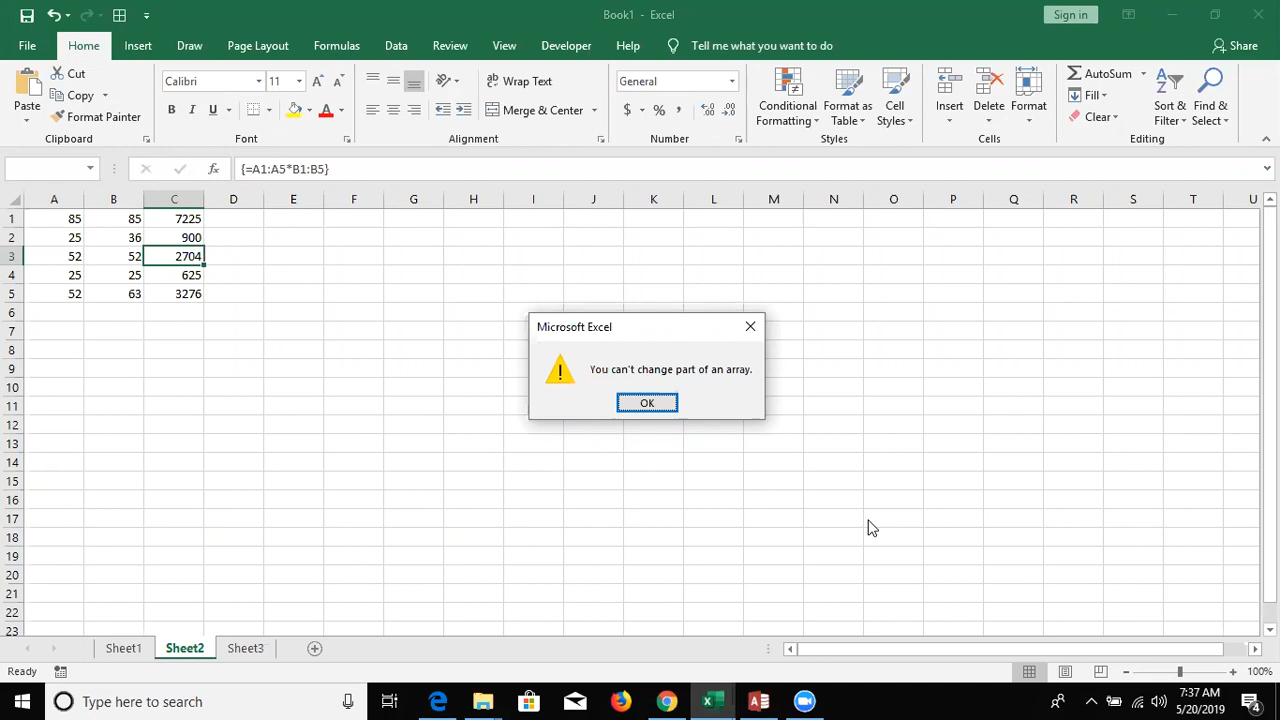 Book1 - Excel
Sign in
File Home Insert Draw Page Layout Formulas Data Review View Developer Help Tell me what you want to do Share
Paste
Cut
Copy
Format Painter
Clipboard
Calibri 11
B I U
Font
Wrap Text
Merge & Center
Alignment
General
$ % ,
Number
Conditional Formatting
Format as Table
Cell Styles
Styles
Insert Delete Format
Cells
AutoSum
Fill
Clear
Sort & Filter
Find & Select
Editing
fx {=A1:A5*B1:B5}
A B C D E F G H I J K L M N O P Q R S T U
1 85 85 7225
2 25 36 900
3 52 52 2704
4 25 25 625
5 52 63 3276
6
7
8
9
10
11
12
13
14
15
16
17
18
19
20
21
22
23
Microsoft Excel
You can't change part of an array.
OK
Sheet1 Sheet2 Sheet3
Ready
100%
Type here to search
7:37 AM
5/20/2019
4